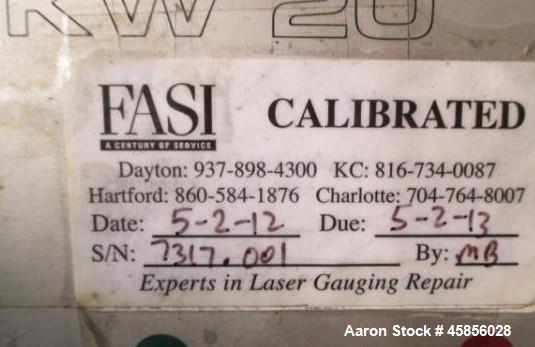 KW 20
FASI CALIBRATED
A CENTURY OF SERVICE
Dayton: 937-898-4300 KC: 816-734-0087
Hartford: 860-584-1876 Charlotte: 704-764-8007
Date: 5-2-12 Due: 5-2-13
S/N: 7317.001 By: MB
Experts in Laser Gauging Repair
Aaron Stock # 45856028